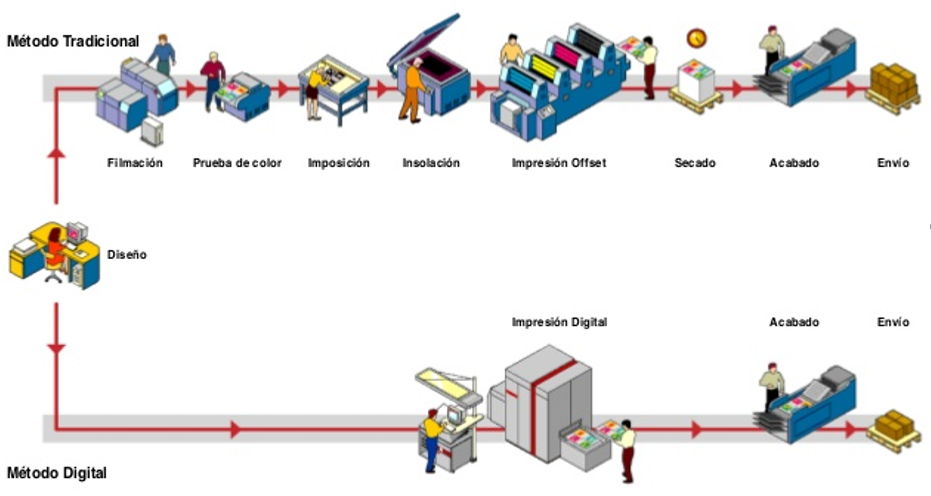 Método Tradicional
Filmación
Prueba de color
Imposición
Insolación
Impresión Offset
Secado
Acabado
Envío
Diseño
Impresión Digital
Acabado
Envío
Método Digital